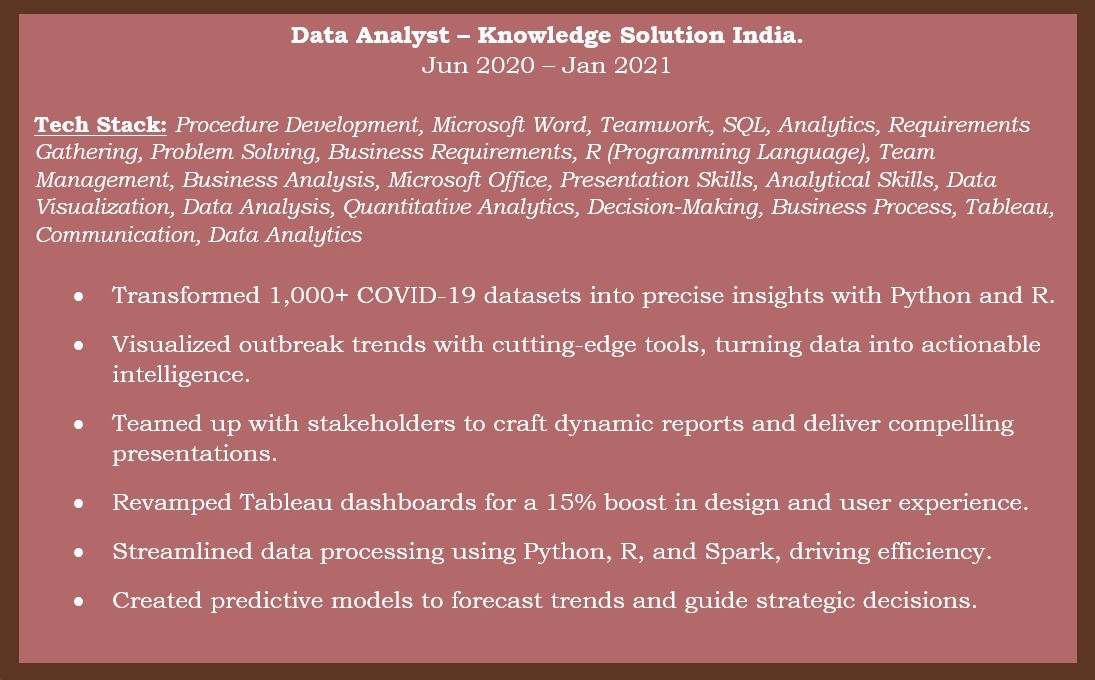 Data Analyst – Knowledge Solution India.
Jun 2020 – Jan 2021
Tech Stack: Procedure Development, Microsoft Word, Teamwork, SQL, Analytics, Requirements
Gathering, Problem Solving, Business Requirements, R (Programming Language), Team
Management, Business Analysis, Microsoft Office, Presentation Skills, Analytical Skills, Data
Visualization, Data Analysis, Quantitative Analytics, Decision-Making, Business Process, Tableau,
Communication, Data Analytics
• Transformed 1,000+ COVID-19 datasets into precise insights with Python and R.
• Visualized outbreak trends with cutting-edge tools, turning data into actionable
intelligence.
• Teamed up with stakeholders to craft dynamic reports and deliver compelling
presentations.
• Revamped Tableau dashboards for a 15% boost in design and user experience.
• Streamlined data processing using Python, R, and Spark, driving efficiency.
• Created predictive models to forecast trends and guide strategic decisions.